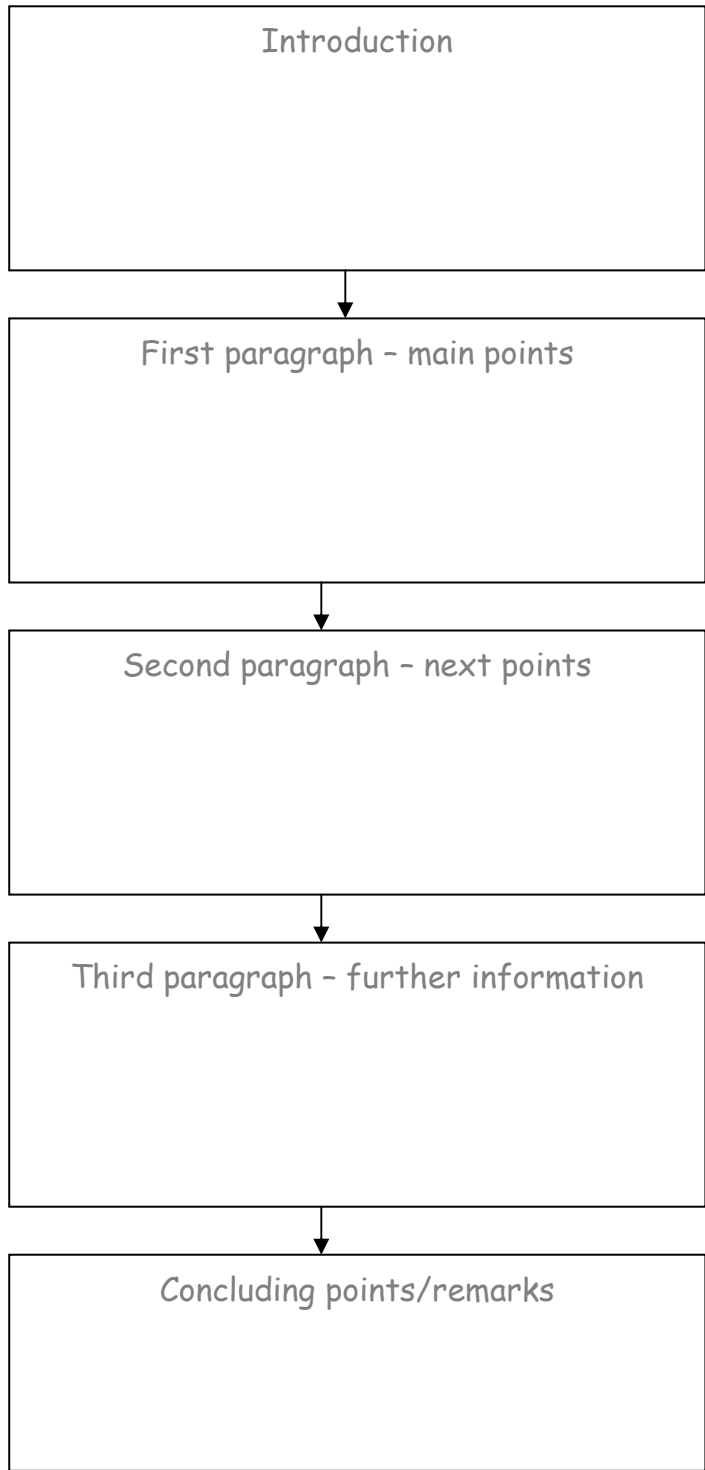 Introduction
First paragraph – main points
Second paragraph – next points
Third paragraph – further information
Concluding points/remarks